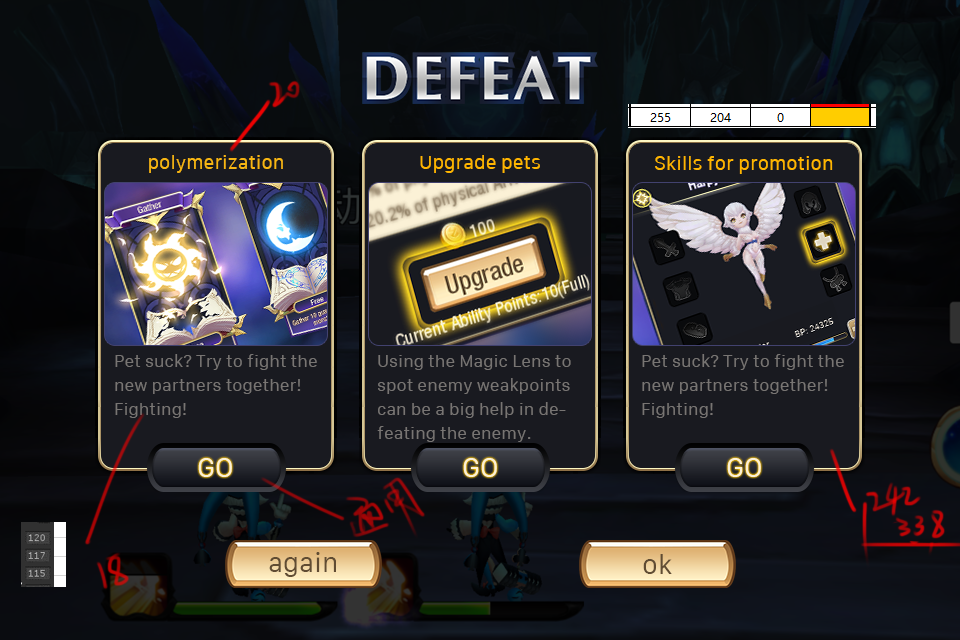 DEFEAT
20
255 204 0
polymerization
Gather
Free
Pet suck? Try to fight the
new partners together!
Fighting!
GO
Upgrade pets
20.2% of physical
100
Upgrade
Current Ability Points:10(Full)
Using the Magic Lens to
spot enemy weakpoints
can be a big help in de-
feating the enemy.
GO
Skills for promotion
BP: 24325
Pet suck? Try to fight the
new partners together!
Fighting!
GO
动
通用
242
338
120
117
115
18
again
ok